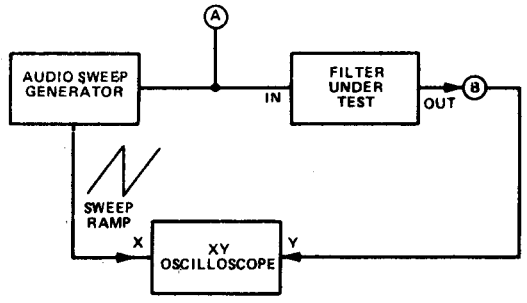 A
AUDIO SWEEP
GENERATOR
FILTER
UNDER
TEST
IN
OUT
B
SWEEP
RAMP
X
XY
OSCILLOSCOPE
Y